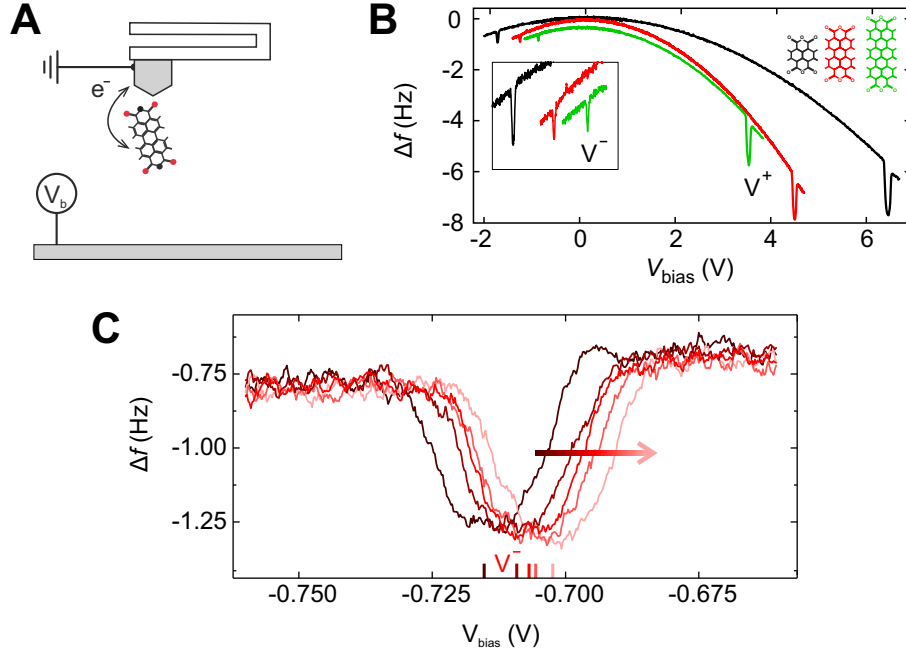 A
e⁻
V_b
B
Δf (Hz)
0
-2
-4
-6
-8
V⁻
V⁺
-2
0
2
4
6
V_bias (V)
C
Δf (Hz)
-0.75
-1.00
-1.25
V⁻
-0.750
-0.725
-0.700
-0.675
V_bias (V)